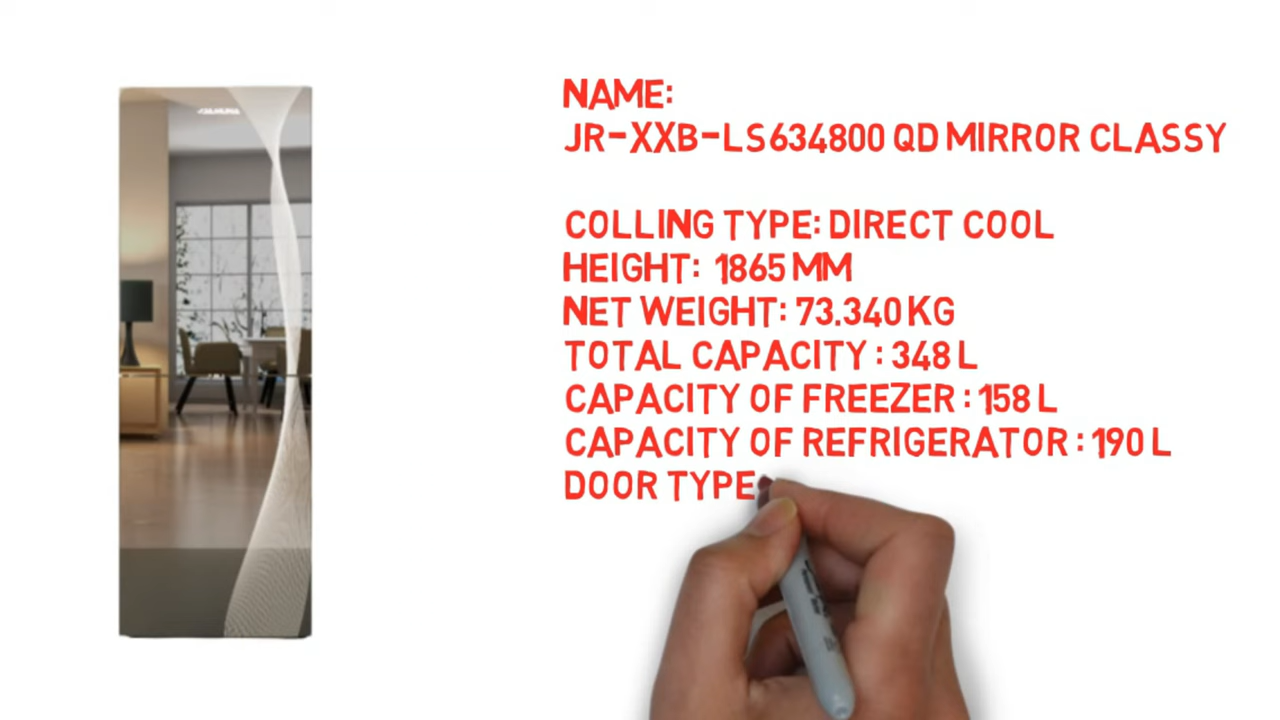 NAME:
JR-XXB-LS634800 QD MIRROR CLASSY
COLLING TYPE: DIRECT COOL
HEIGHT: 1865 MM
NET WEIGHT: 73.340 KG
TOTAL CAPACITY : 348 L
CAPACITY OF FREEZER : 158 L
CAPACITY OF REFRIGERATOR : 190 L
DOOR TYPE